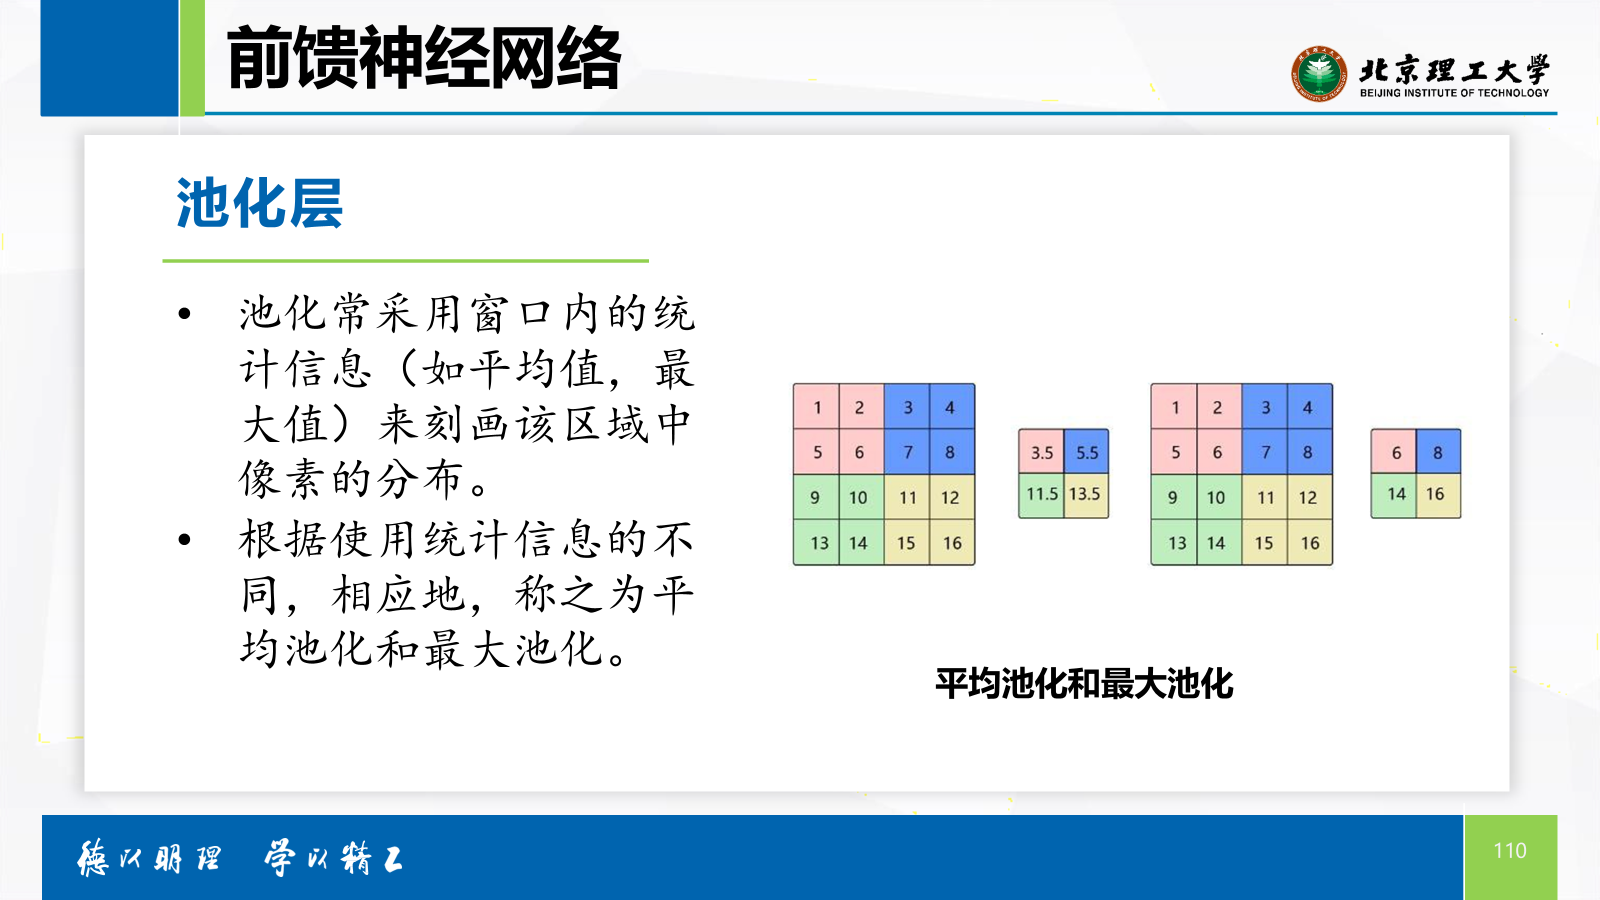 前馈神经网络
北京理工大学
BEIJING INSTITUTE OF TECHNOLOGY
池化层
• 池化常采用窗口内的统
计信息（如平均值，最
大值）来刻画该区域中
像素的分布。
• 根据使用统计信息的不
同，相应地，称之为平
均池化和最大池化。
1 2 3 4
5 6 7 8
9 10 11 12
13 14 15 16
3.5 5.5
11.5 13.5
1 2 3 4
5 6 7 8
9 10 11 12
13 14 15 16
6 8
14 16
平均池化和最大池化
德以明理 学以精工
110